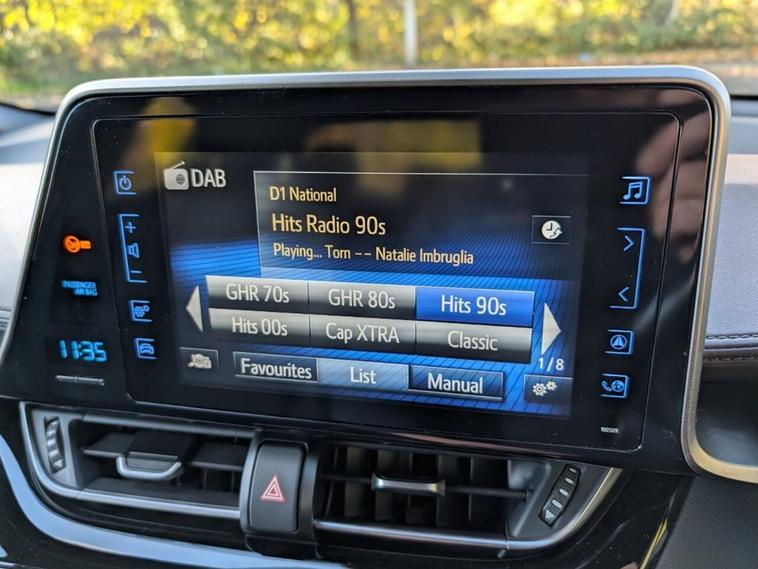 DAB
D1 National
Hits Radio 90s
Playing... Torn -- Natalie Imbruglia
GHR 70s
GHR 80s
Hits 90s
Hits 00s
Cap XTRA
Classic
1/8
Favourites
List
Manual
PASSENGER
AIR BAG
11:35
100509